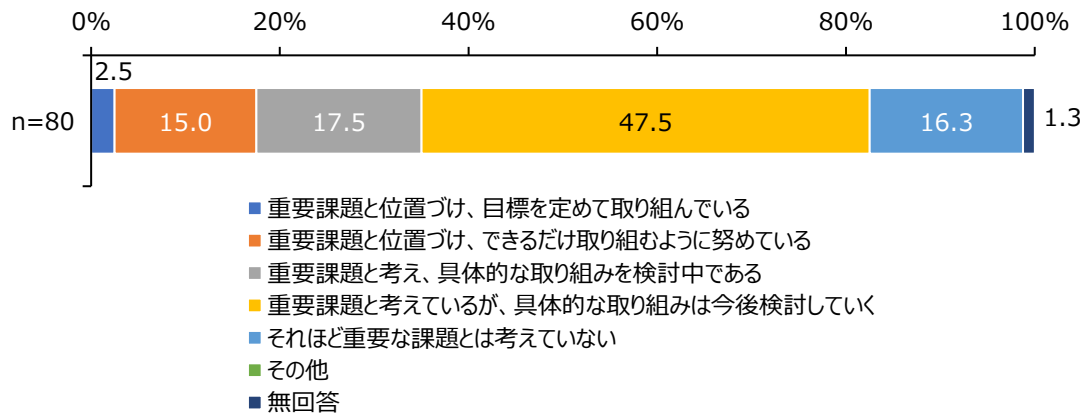 0% 20% 40% 60% 80% 100%
2.5
n=80 15.0 17.5 47.5 16.3 1.3
重要課題と位置づけ、目標を定めて取り組んでいる
重要課題と位置づけ、できるだけ取り組むように努めている
重要課題と考え、具体的な取り組みを検討中である
重要課題と考えているが、具体的な取り組みは今後検討していく
それほど重要な課題とは考えていない
その他
無回答